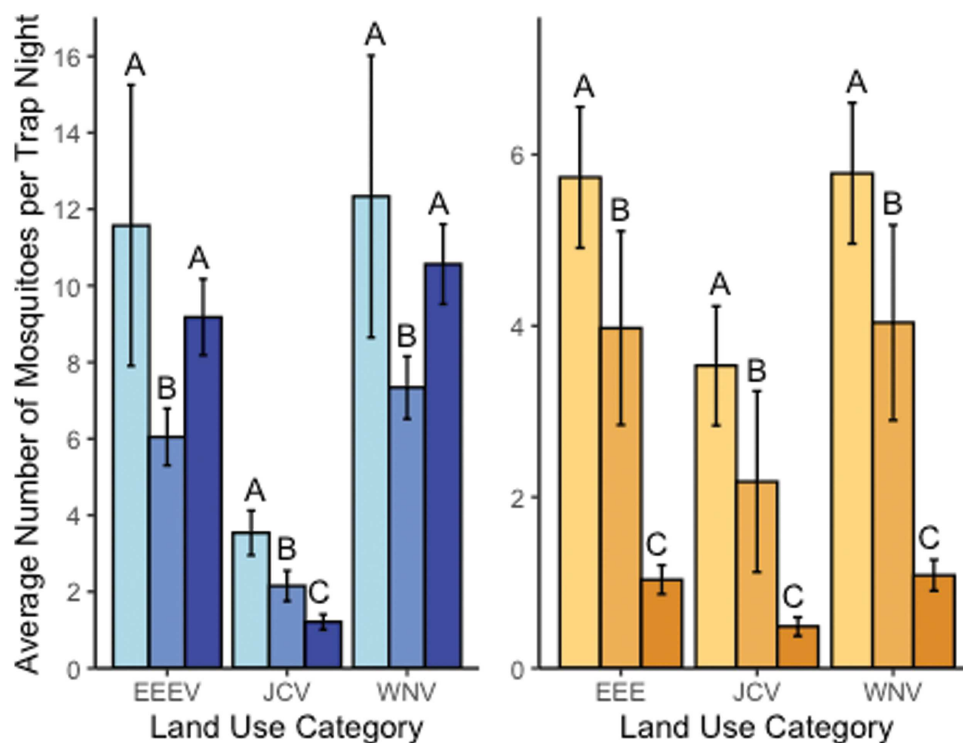 Average Number of Mosquitoes per Trap Night
16
14
12
10
8
6
4
2
0
A
B
A
A
B
C
A
B
A
EEEV
JCV
WNV
Land Use Category
6
4
2
0
A
B
C
A
B
C
A
B
C
EEE
JCV
WNV
Land Use Category